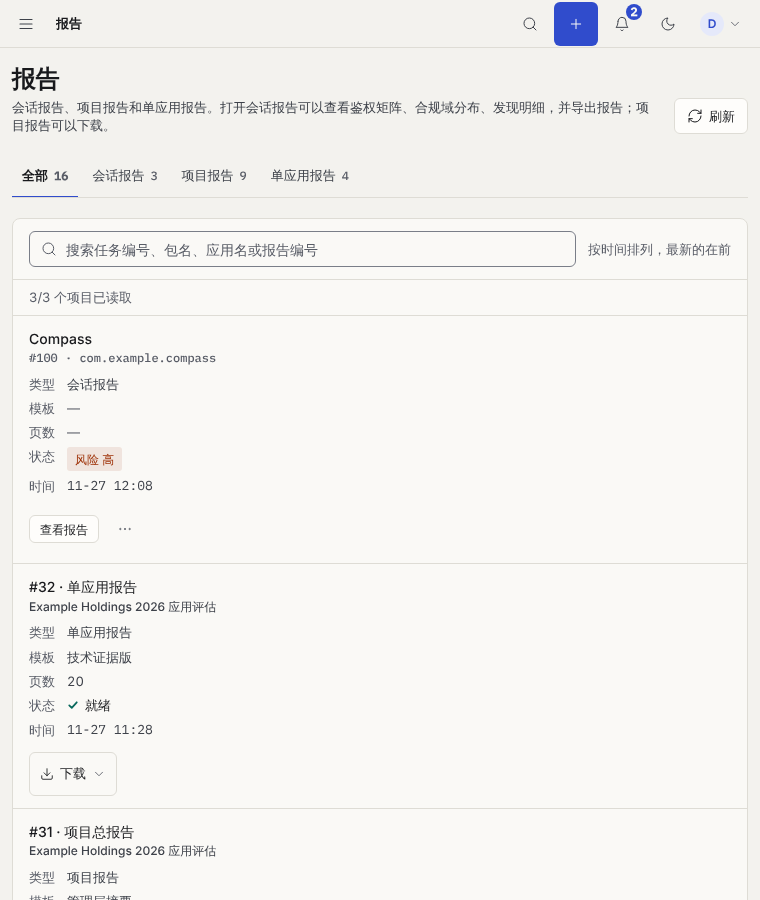 报告
2
D
报告
会话报告、项目报告和单应用报告。打开会话报告可以查看鉴权矩阵、合规域分布、发现明细，并导出报告；项
目报告可以下载。
刷新
全部 16
会话报告 3
项目报告 9
单应用报告 4
搜索任务编号、包名、应用名或报告编号
按时间排列，最新的在前
3/3 个项目已读取
Compass
#100 · com.example.compass
类型 会话报告
模板 —
页数 —
状态 风险 高
时间 11-27 12:08
查看报告 ···
#32 · 单应用报告
Example Holdings 2026 应用评估
类型 单应用报告
模板 技术证据版
页数 20
状态 就绪
时间 11-27 11:28
下载
#31 · 项目总报告
Example Holdings 2026 应用评估
类型 项目报告
模板 管理层摘要